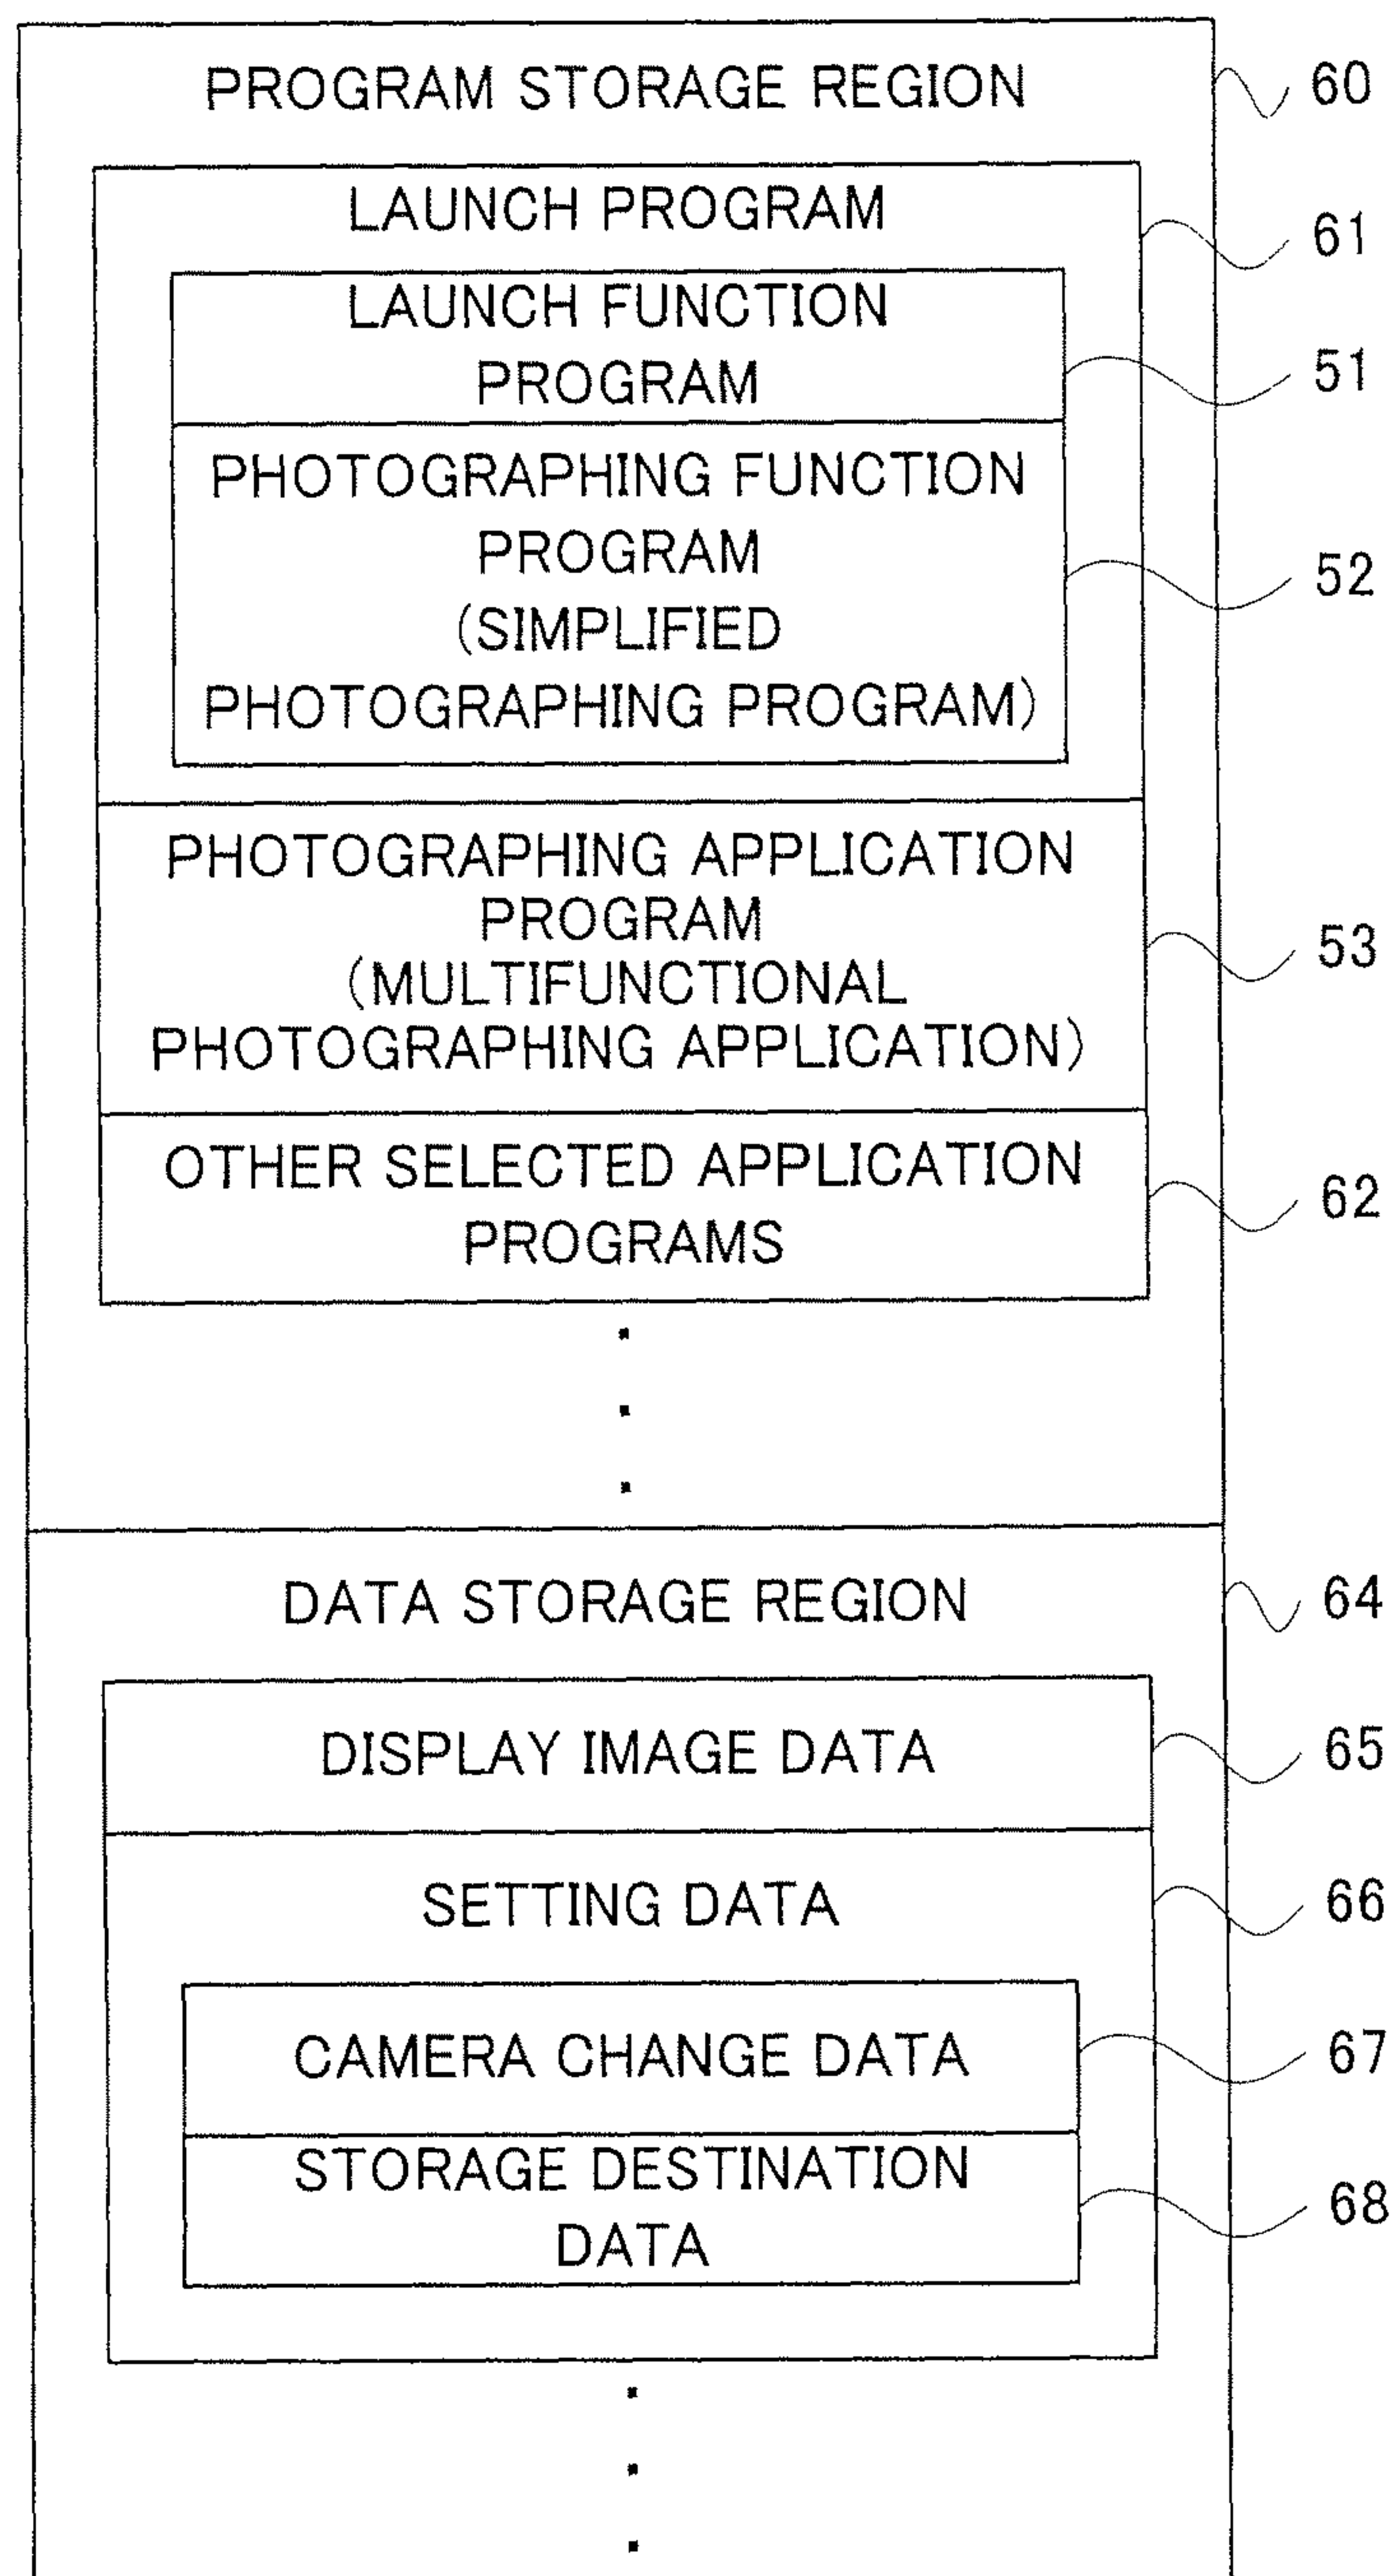 PROGRAM STORAGE REGION
60
LAUNCH PROGRAM
61
LAUNCH FUNCTION
PROGRAM
51
PHOTOGRAPHING FUNCTION
PROGRAM
(SIMPLIFIED
PHOTOGRAPHING PROGRAM)
52
PHOTOGRAPHING APPLICATION
PROGRAM
(MULTIFUNCTIONAL
PHOTOGRAPHING APPLICATION)
53
OTHER SELECTED APPLICATION
PROGRAMS
62
DATA STORAGE REGION
64
DISPLAY IMAGE DATA
65
SETTING DATA
66
CAMERA CHANGE DATA
67
STORAGE DESTINATION
DATA
68